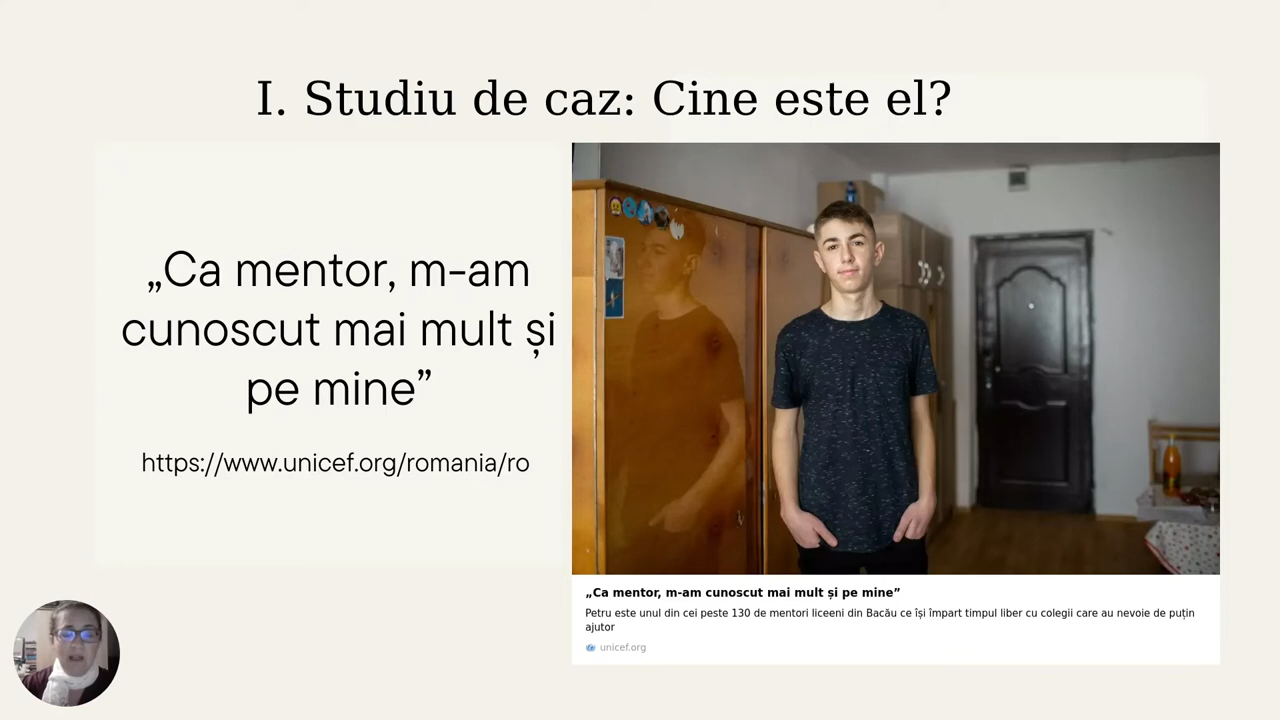 I. Studiu de caz: Cine este el?
„Ca mentor, m-am
cunoscut mai mult și
pe mine”
https://www.unicef.org/romania/ro
„Ca mentor, m-am cunoscut mai mult și pe mine”
Petru este unul din cei peste 130 de mentori liceeni din Bacău ce își împart timpul liber cu colegii care au nevoie de puțin
ajutor
unicef.org